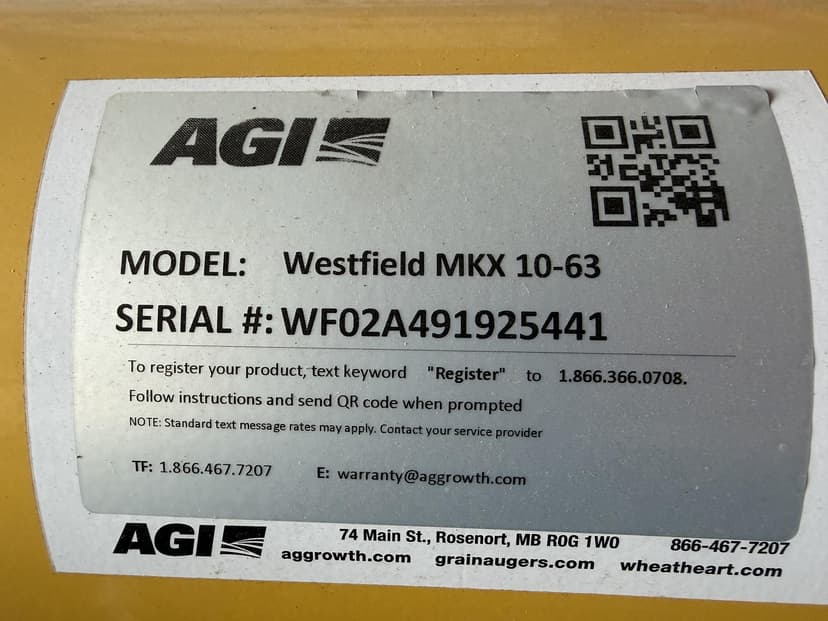 AGI
MODEL: Westfield MKX 10-63
SERIAL #: WF02A491925441
To register your product, text keyword "Register" to 1.866.366.0708.
Follow instructions and send QR code when prompted
NOTE: Standard text message rates may apply. Contact your service provider
TF: 1.866.467.7207 E: warranty@aggrowth.com
AGI 74 Main St., Rosenort, MB R0G 1W0 866-467-7207
aggrowth.com grainaugers.com wheatheart.com